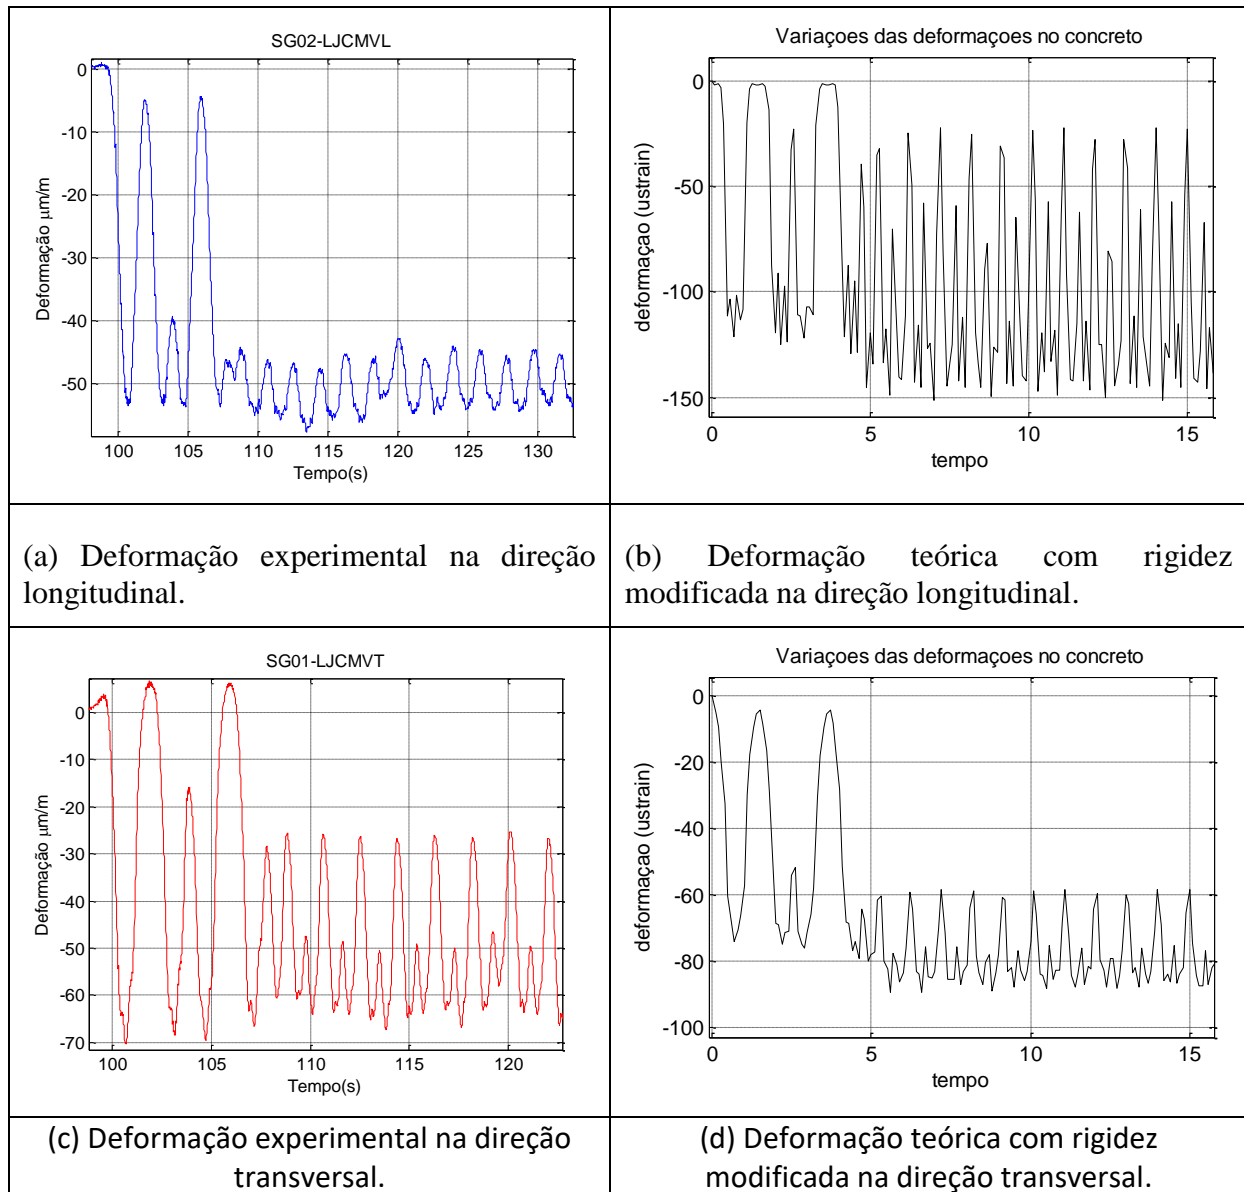 SG02-LJCMVL
0
-10
-20
-30
-40
-50
Deformação μm/m
100 105 110 115 120 125 130
Tempo(s)
Variaçoes das deformaçoes no concreto
0
-50
-100
-150
deformaçao (ustrain)
0 5 10 15
tempo
(a) Deformação experimental na direção
longitudinal.
(b) Deformação teórica com rigidez
modificada na direção longitudinal.
SG01-LJCMVT
0
-10
-20
-30
-40
-50
-60
-70
Deformação μm/m
100 105 110 115 120
Tempo(s)
Variaçoes das deformaçoes no concreto
0
-20
-40
-60
-80
-100
deformaçao (ustrain)
0 5 10 15
tempo
(c) Deformação experimental na direção
transversal.
(d) Deformação teórica com rigidez
modificada na direção transversal.